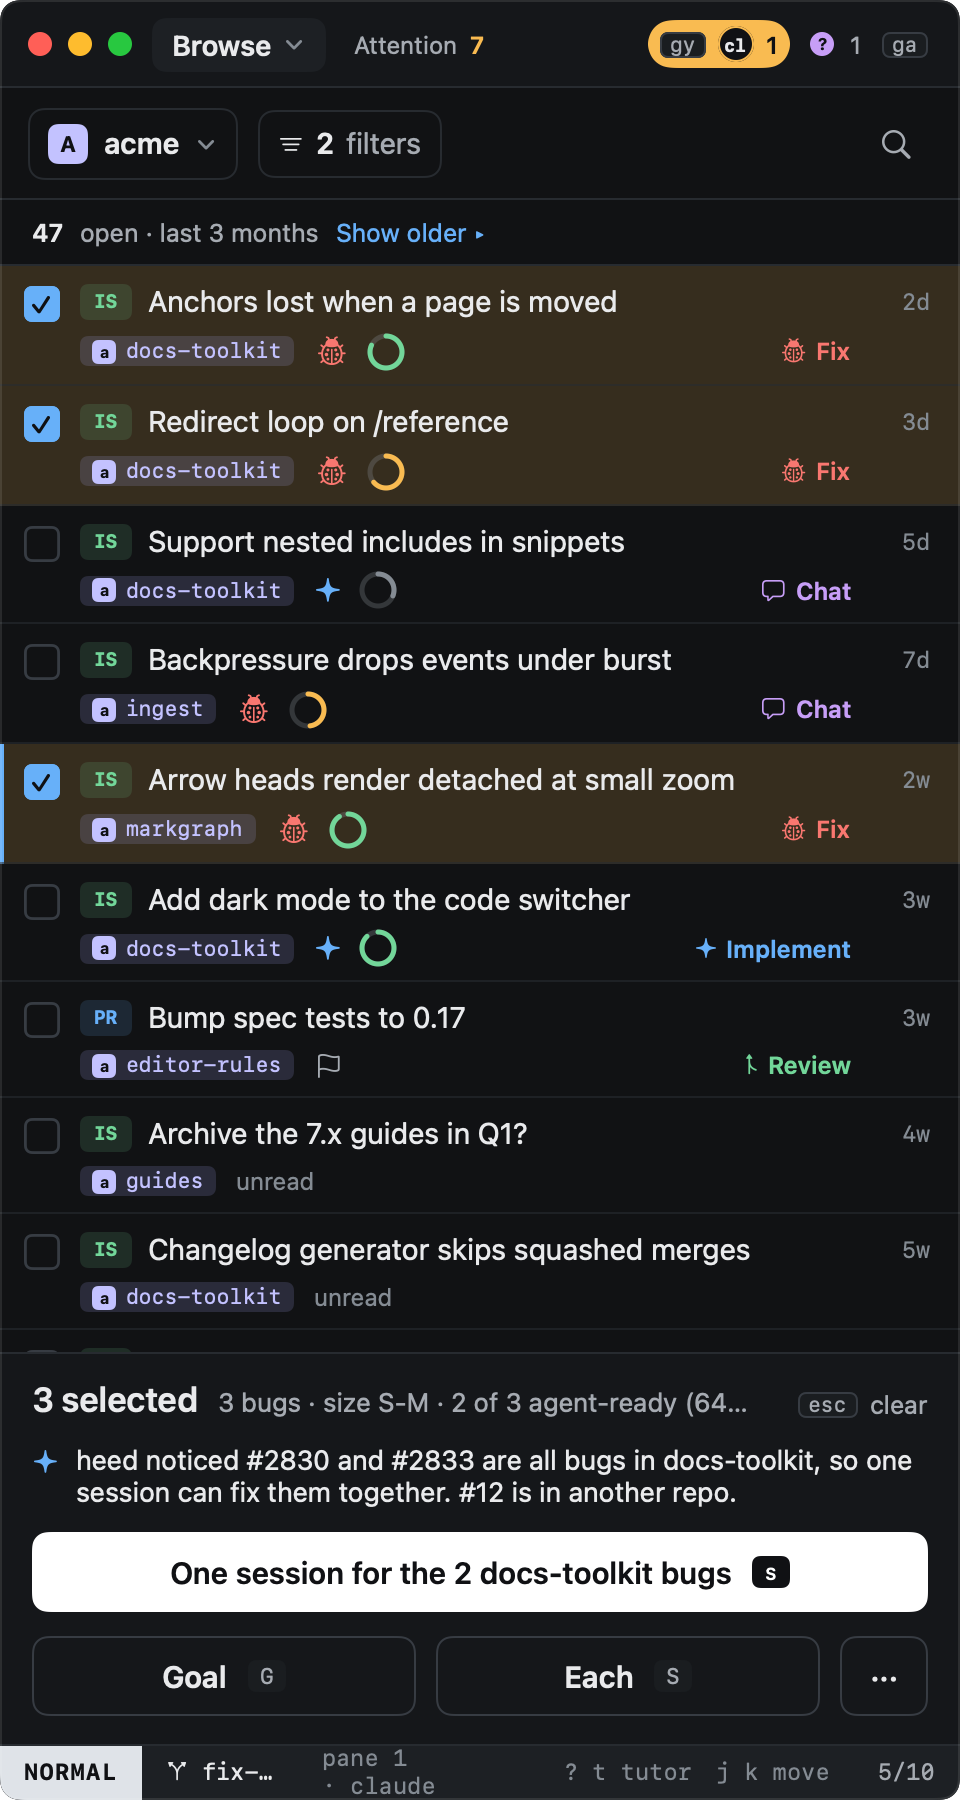 Browse Attention 7 gy cl 1 ? 1 ga
A acme 2 filters
47 open · last 3 months Show older ▸
IS Anchors lost when a page is moved 2d
a docs-toolkit Fix
IS Redirect loop on /reference 3d
a docs-toolkit Fix
IS Support nested includes in snippets 5d
a docs-toolkit Chat
IS Backpressure drops events under burst 7d
a ingest Chat
IS Arrow heads render detached at small zoom 2w
a markgraph Fix
IS Add dark mode to the code switcher 3w
a docs-toolkit Implement
PR Bump spec tests to 0.17 3w
a editor-rules Review
IS Archive the 7.x guides in Q1? 4w
a guides unread
IS Changelog generator skips squashed merges 5w
a docs-toolkit unread
3 selected 3 bugs · size S-M · 2 of 3 agent-ready (64… esc clear
heed noticed #2830 and #2833 are all bugs in docs-toolkit, so one
session can fix them together. #12 is in another repo.
One session for the 2 docs-toolkit bugs s
Goal G Each S …
NORMAL fix-… pane 1 · claude ? t tutor j k move 5/10